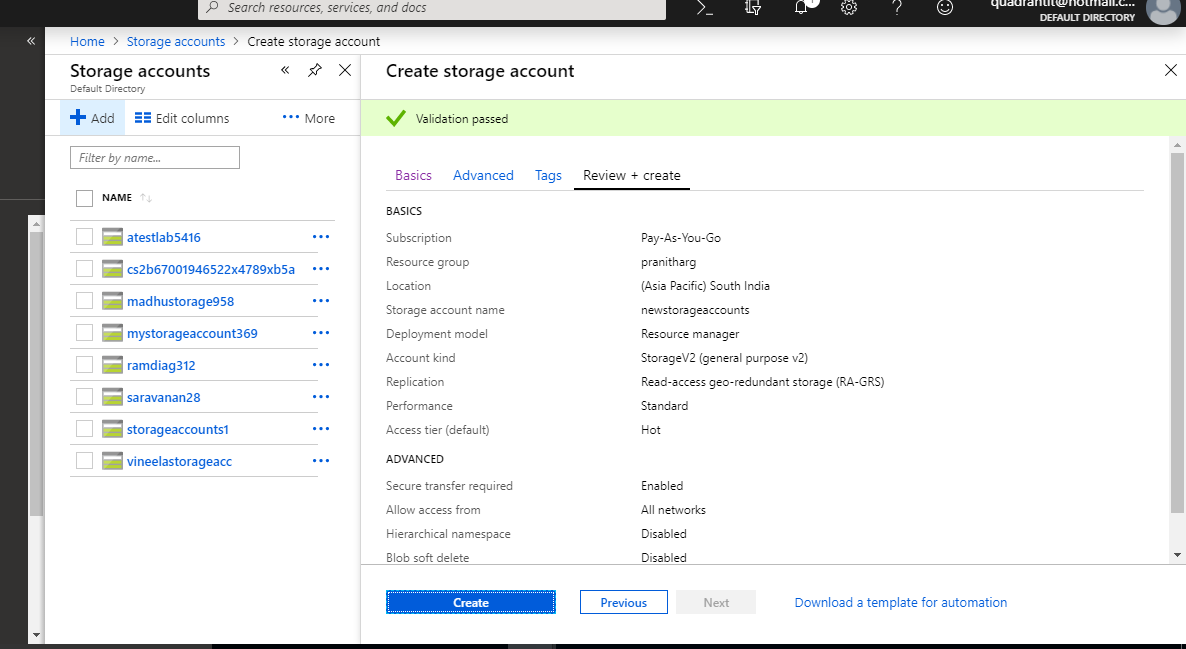 Search resources, services, and docs
DEFAULT DIRECTORY
Home > Storage accounts > Create storage account
Storage accounts
Default Directory
Add Edit columns More
Filter by name...
NAME
atestlab5416
cs2b67001946522x4789xb5a
madhustorage958
mystorageaccount369
ramdiag312
saravanan28
storageaccounts1
vineelastorageacc
Create storage account
Validation passed
Basics Advanced Tags Review + create
BASICS
Subscription Pay-As-You-Go
Resource group pranitharg
Location (Asia Pacific) South India
Storage account name newstorageaccounts
Deployment model Resource manager
Account kind StorageV2 (general purpose v2)
Replication Read-access geo-redundant storage (RA-GRS)
Performance Standard
Access tier (default) Hot
ADVANCED
Secure transfer required Enabled
Allow access from All networks
Hierarchical namespace Disabled
Blob soft delete Disabled
Create Previous Next Download a template for automation